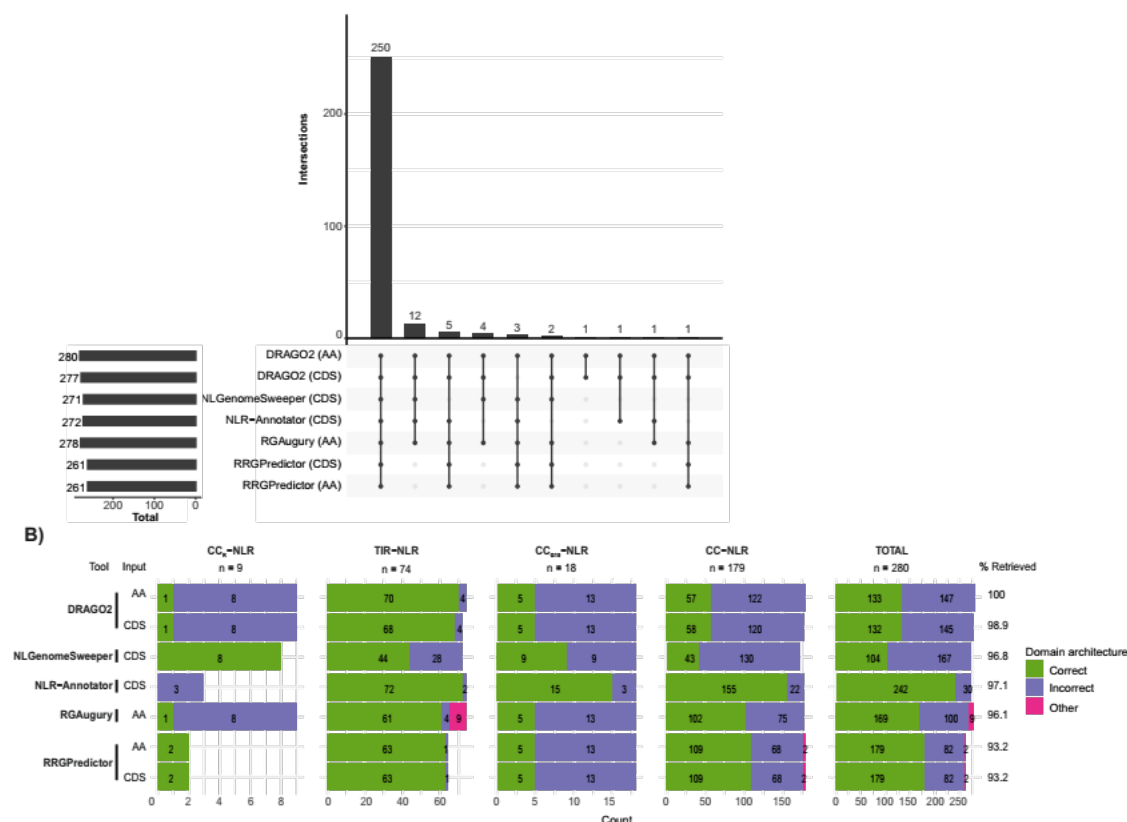 250
200
100
0
Intersections
12
5
4
3
2
1
1
1
1
280
277
271
272
278
261
261
200
100
0
Total
DRAGO2 (AA)
DRAGO2 (CDS)
NLGenomeSweeper (CDS)
NLR−Annotator (CDS)
RGAugury (AA)
RRGPredictor (CDS)
RRGPredictor (AA)
B)
CCR−NLR TIR−NLR CCG10−NLR CC−NLR TOTAL
Tool Input n = 9 n = 74 n = 18 n = 179 n = 280 % Retrieved
DRAGO2 AA 1 8 70 4 5 13 57 122 133 147 100
CDS 1 8 68 4 5 13 58 120 132 145 98.9
NLGenomeSweeper CDS 8 44 28 9 9 43 130 104 167 96.8
NLR−Annotator CDS 3 72 2 15 3 155 22 242 30 97.1
RGAugury AA 1 8 61 4 9 5 13 102 75 169 100 9 96.1
RRGPredictor AA 2 63 1 5 13 109 68 2 179 82 2 93.2
CDS 2 63 1 5 13 109 68 2 179 82 2 93.2
0 2 4 6 8 0 20 40 60 0 5 10 15 0 50 100 150 0 50 100 150 200 250
Count
Domain architecture
Correct
Incorrect
Other